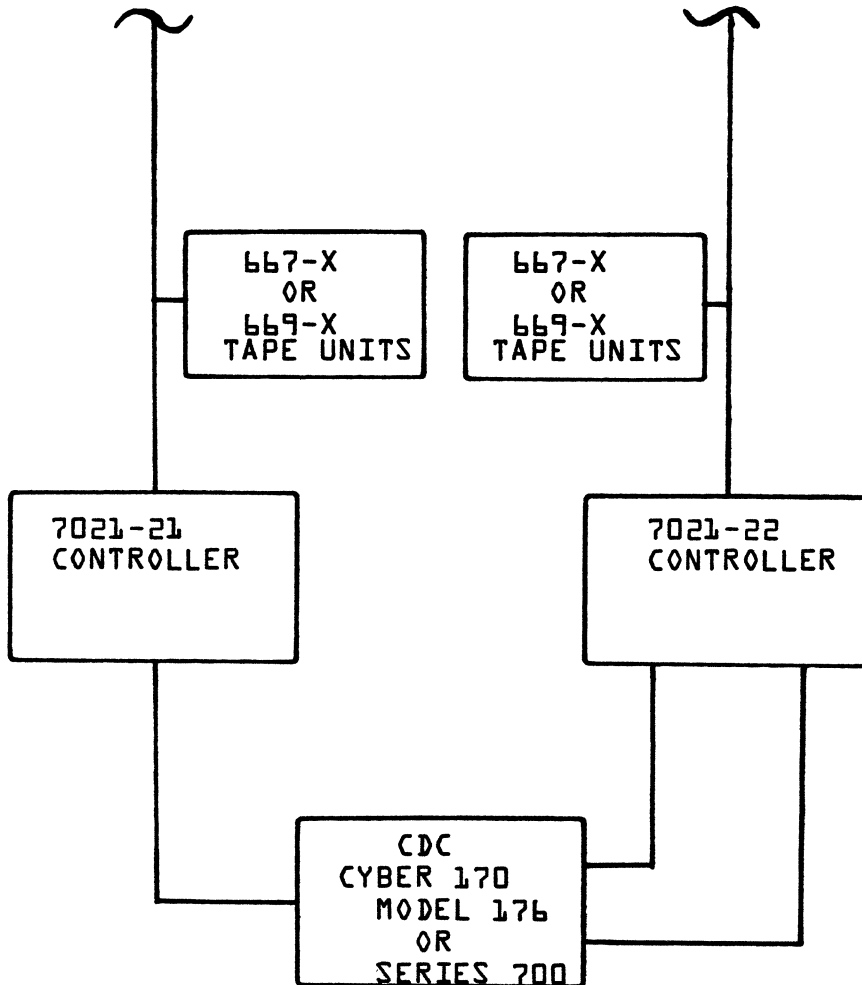 667-X
OR
669-X
TAPE UNITS
667-X
OR
669-X
TAPE UNITS
7021-21
CONTROLLER
7021-22
CONTROLLER
CDC
CYBER 170
MODEL 176
OR
SERIES 700